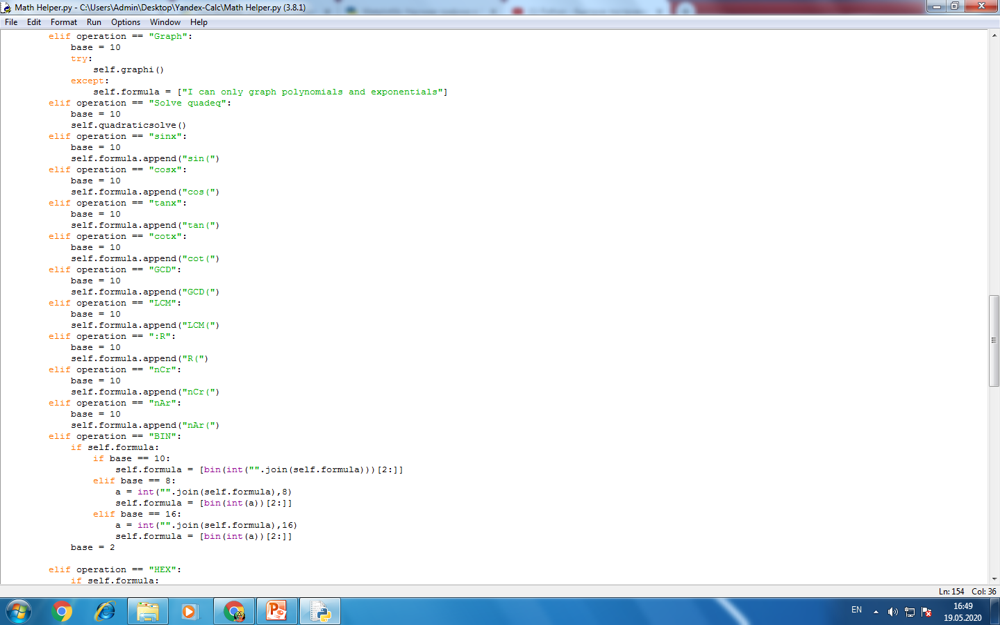 Math Helper.py - C:\Users\Admin\Desktop\Yandex-Calc\Math Helper.py (3.8.1)
File Edit Format Run Options Window Help
elif operation == "Graph":
base = 10
try:
self.graphi()
except:
self.formula = ["I can only graph polynomials and exponentials"]
elif operation == "Solve quadeq":
base = 10
self.quadraticsolve()
elif operation == "sinx":
base = 10
self.formula.append("sin(")
elif operation == "cosx":
base = 10
self.formula.append("cos(")
elif operation == "tanx":
base = 10
self.formula.append("tan(")
elif operation == "cotx":
base = 10
self.formula.append("cot(")
elif operation == "GCD":
base = 10
self.formula.append("GCD(")
elif operation == "LCM":
base = 10
self.formula.append("LCM(")
elif operation == ":R":
base = 10
self.formula.append("R(")
elif operation == "nCr":
base = 10
self.formula.append("nCr(")
elif operation == "nAr":
base = 10
self.formula.append("nAr(")
elif operation == "BIN":
if self.formula:
if base == 10:
self.formula = [bin(int("".join(self.formula)))[2:]]
elif base == 8:
a = int("".join(self.formula),8)
self.formula = [bin(int(a))[2:]]
elif base == 16:
a = int("".join(self.formula),16)
self.formula = [bin(int(a))[2:]]
base = 2
elif operation == "HEX":
if self.formula:
Ln: 154 Col: 36
EN
16:49
19.05.2020